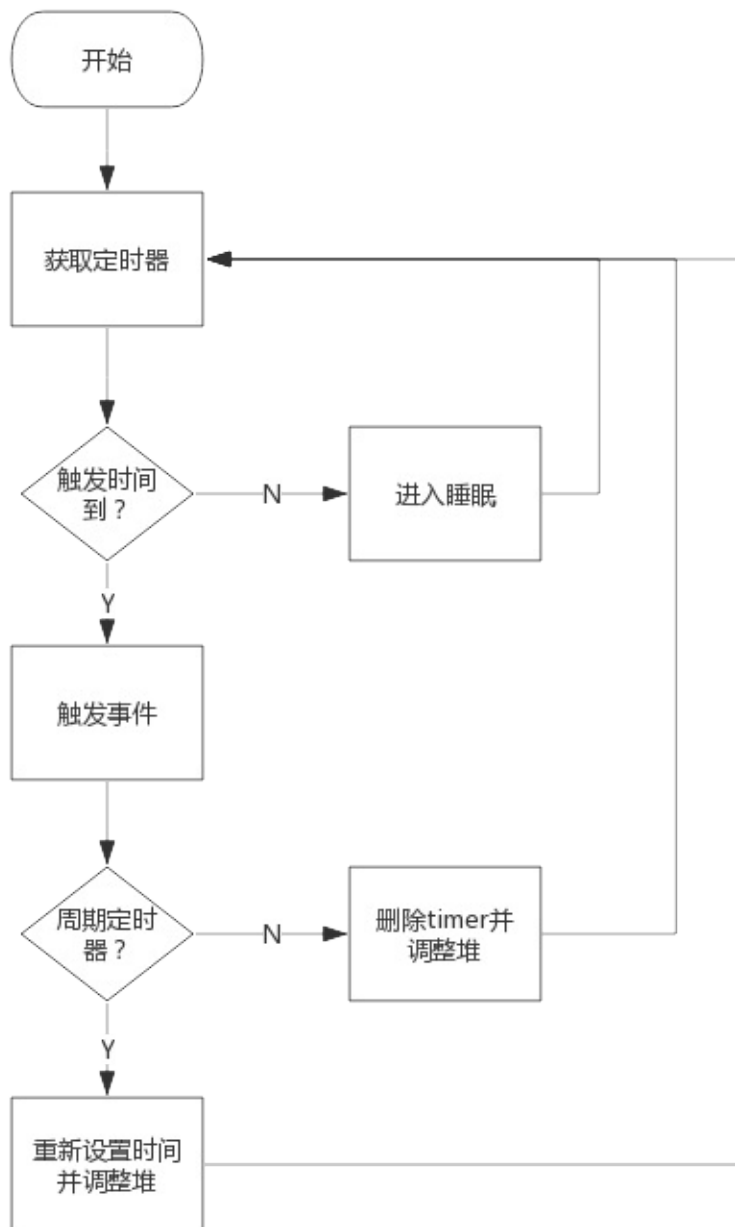 开始
获取定时器
触发时间
到？
N
进入睡眠
Y
触发事件
周期定时
器？
N
删除timer并
调整堆
Y
重新设置时间
并调整堆